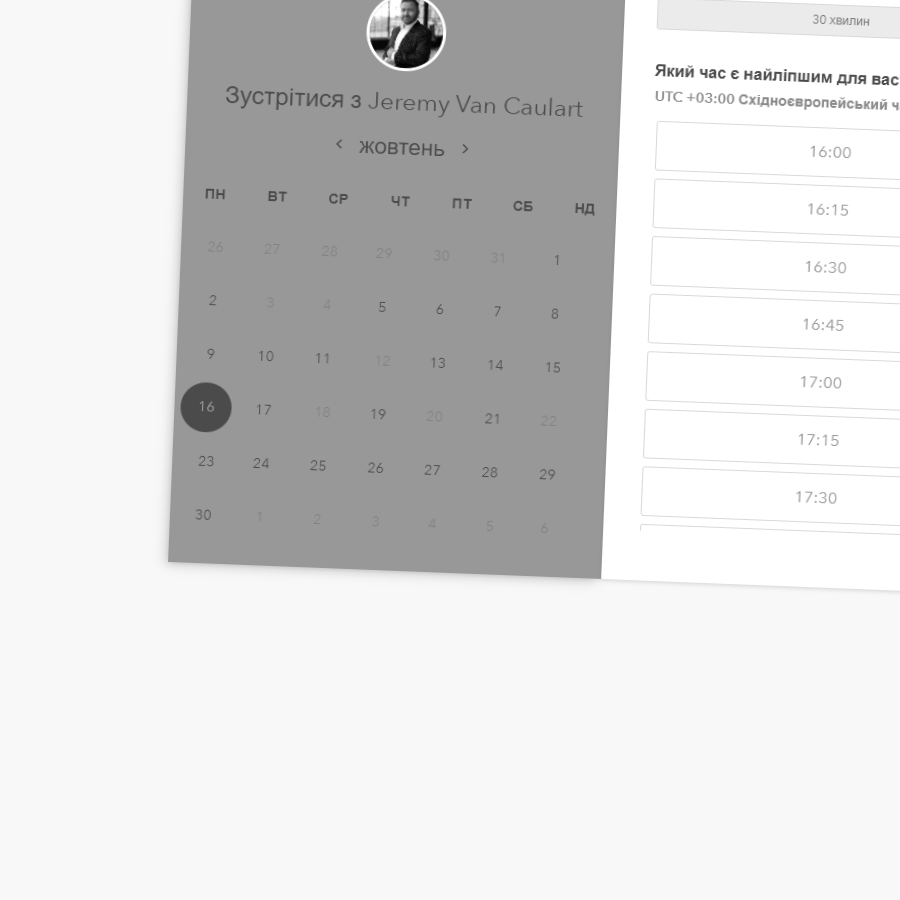 Зустрітися з Jeremy Van Caulart
жовтень
ПН ВТ СР ЧТ ПТ СБ НД
26 27 28 29 30 31 1
2 3 4 5 6 7 8
9 10 11 12 13 14 15
16 17 18 19 20 21 22
23 24 25 26 27 28 29
30 1 2 3 4 5 6
30 хвилин
Який час є найліпшим для вас
UTC +03:00 Східноєвропейський
16:00
16:15
16:30
16:45
17:00
17:15
17:30